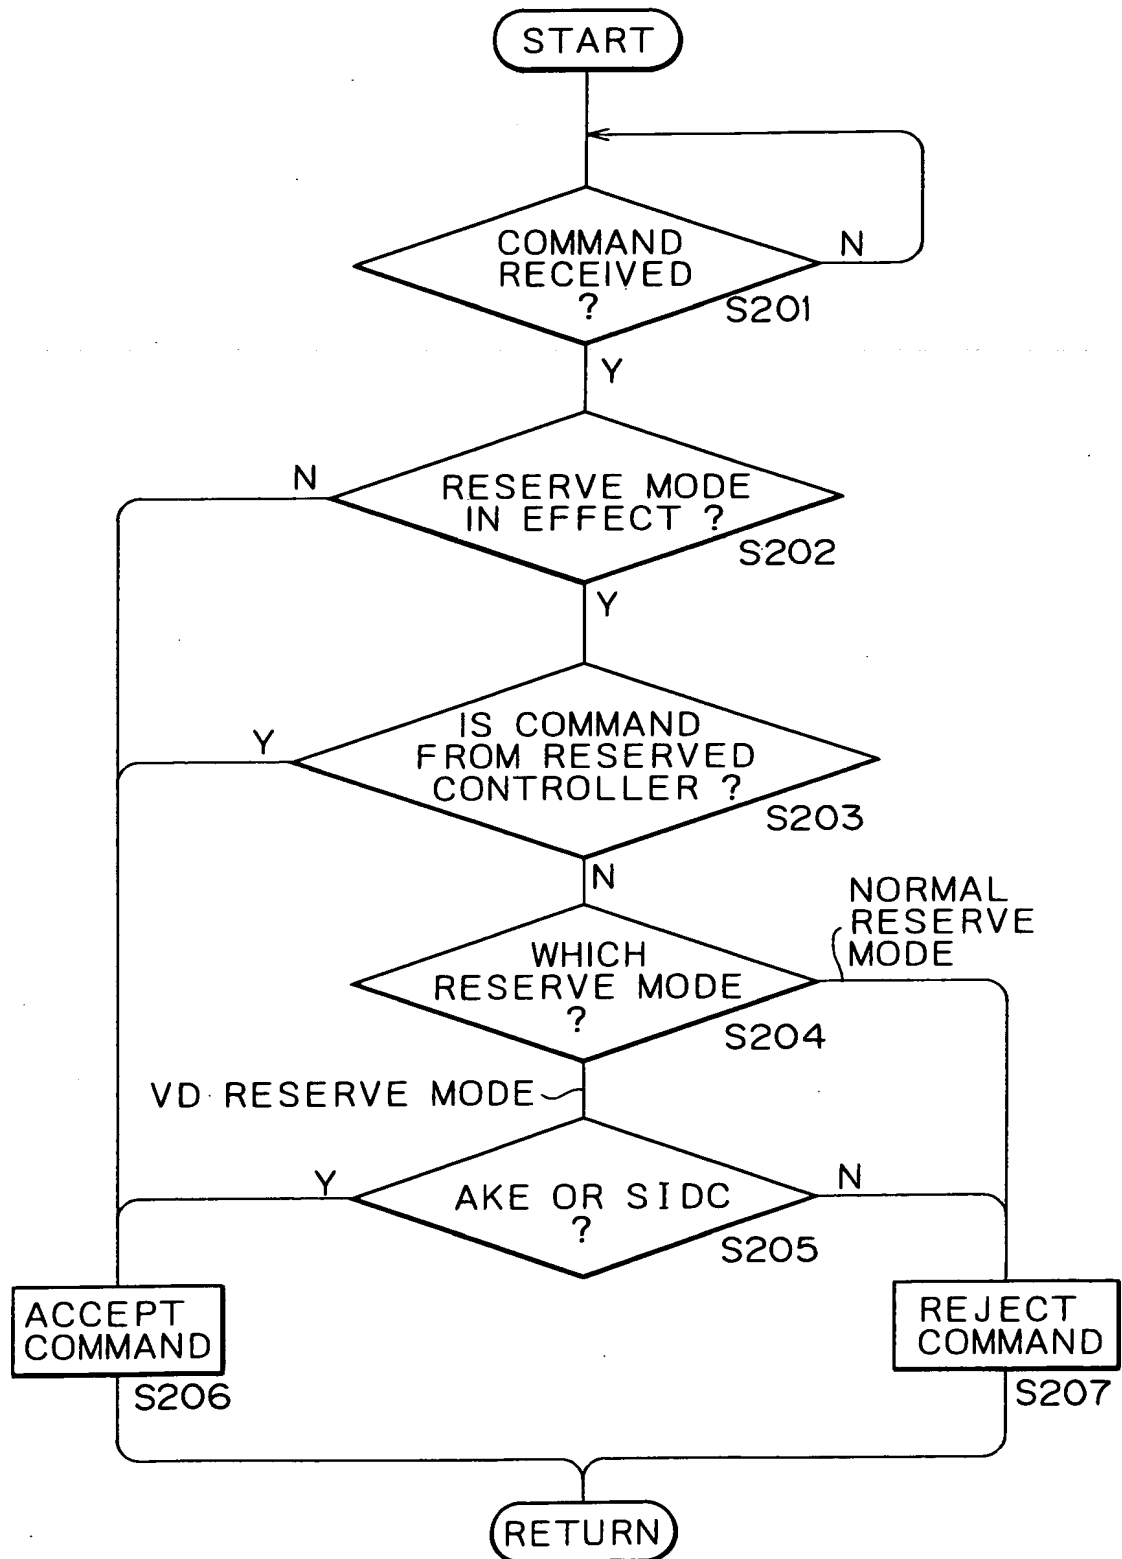 START
COMMAND
RECEIVED
?
N
S201
Y
RESERVE MODE
IN EFFECT ?
N
S202
Y
IS COMMAND
FROM RESERVED
CONTROLLER ?
Y
S203
N
NORMAL
RESERVE
MODE
WHICH
RESERVE MODE
?
S204
VD RESERVE MODE
Y
AKE OR SIDC
?
N
S205
ACCEPT
COMMAND
S206
REJECT
COMMAND
S207
RETURN